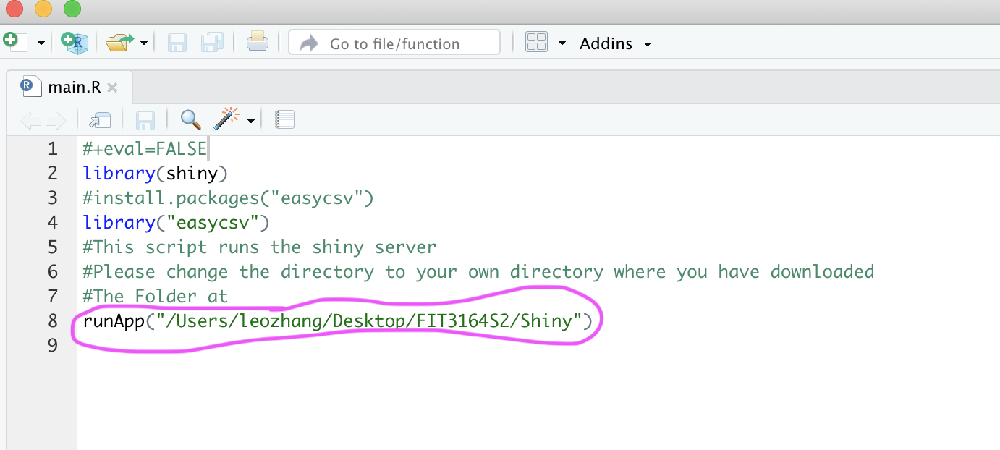 Go to file/function
Addins
main.R
1 #+eval=FALSE
2 library(shiny)
3 #install.packages("easycsv")
4 library("easycsv")
5 #This script runs the shiny server
6 #Please change the directory to your own directory where you have downloaded
7 #The Folder at
8 runApp("/Users/leozhang/Desktop/FIT3164S2/Shiny")
9